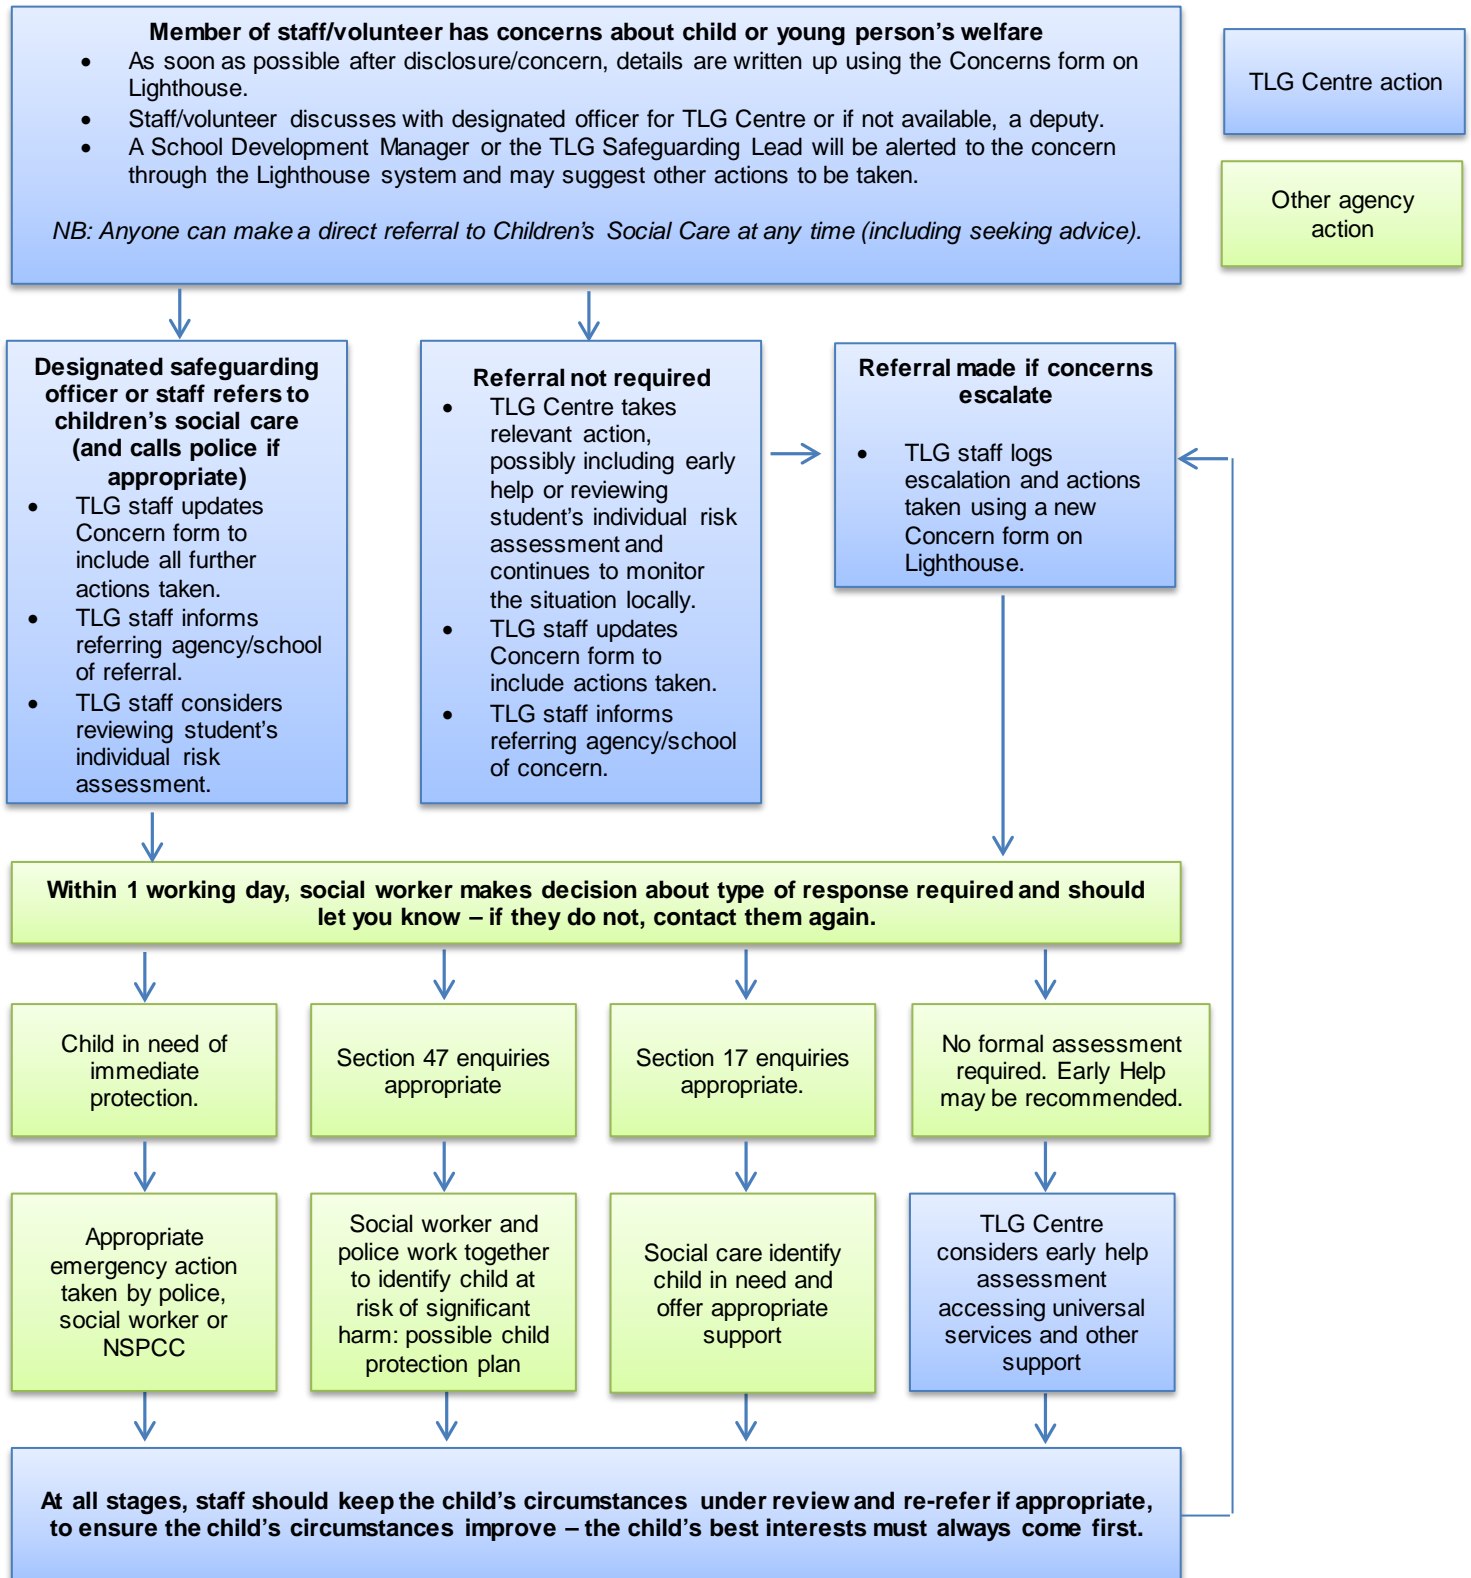 Member of staff/volunteer has concerns about child or young person's welfare
• As soon as possible after disclosure/concern, details are written up using the Concerns form on
Lighthouse.
• Staff/volunteer discusses with designated officer for TLG Centre or if not available, a deputy.
• A School Development Manager or the TLG Safeguarding Lead will be alerted to the concern
through the Lighthouse system and may suggest other actions to be taken.
NB: Anyone can make a direct referral to Children's Social Care at any time (including seeking advice).
TLG Centre action
Other agency
action
Designated safeguarding
officer or staff refers to
children's social care
(and calls police if
appropriate)
• TLG staff updates
Concern form to
include all further
actions taken.
• TLG staff informs
referring agency/school
of referral.
• TLG staff considers
reviewing student's
individual risk
assessment.
Referral not required
• TLG Centre takes
relevant action,
possibly including early
help or reviewing
student's individual risk
assessment and
continues to monitor
the situation locally.
• TLG staff updates
Concern form to
include actions taken.
• TLG staff informs
referring agency/school
of concern.
Referral made if concerns
escalate
• TLG staff logs
escalation and actions
taken using a new
Concern form on
Lighthouse.
Within 1 working day, social worker makes decision about type of response required and should
let you know – if they do not, contact them again.
Child in need of
immediate
protection.
Section 47 enquiries
appropriate
Section 17 enquiries
appropriate.
No formal assessment
required. Early Help
may be recommended.
Appropriate
emergency action
taken by police,
social worker or
NSPCC
Social worker and
police work together
to identify child at
risk of significant
harm: possible child
protection plan
Social care identify
child in need and
offer appropriate
support
TLG Centre
considers early help
assessment
accessing universal
services and other
support
At all stages, staff should keep the child's circumstances under review and re-refer if appropriate,
to ensure the child's circumstances improve – the child's best interests must always come first.